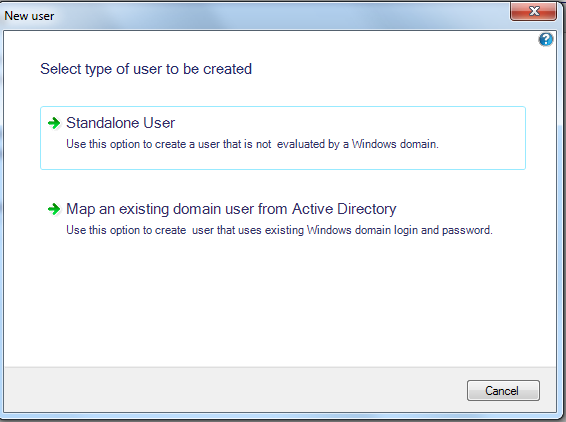 New user
Select type of user to be created
Standalone User
Use this option to create a user that is not evaluated by a Windows domain.
Map an existing domain user from Active Directory
Use this option to create user that uses existing Windows domain login and password.
Cancel